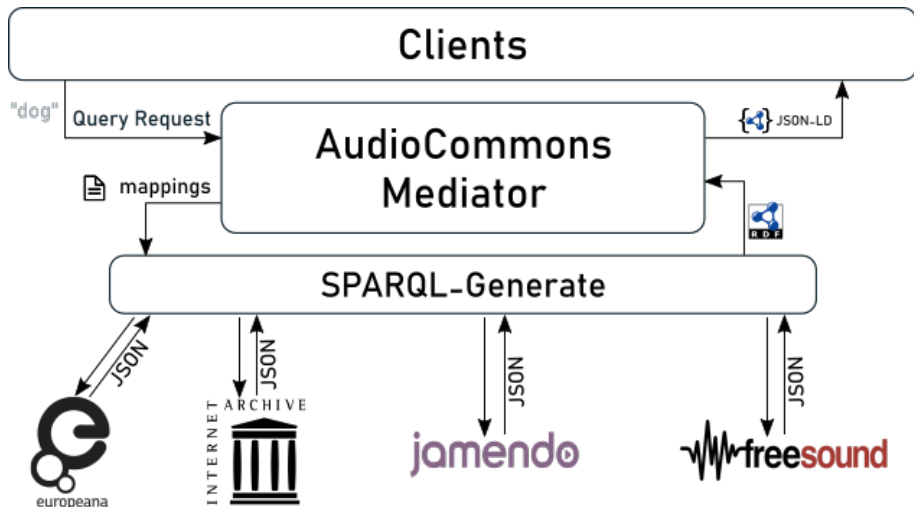 Clients
"dog"
Query Request
JSON-LD
AudioCommons
Mediator
mappings
RDF
SPARQL-Generate
JSON
JSON
JSON
JSON
europeana
INTERNET
ARCHIVE
jamendo
freesound